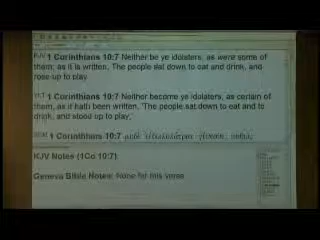 KJV 1 Corinthians 10:7 Neither be ye idolaters, as were some of
them; as it is written, The people sat down to eat and drink, and
rose up to play.
YLT 1 Corinthians 10:7 Neither become ye idolaters, as certain of
them, as it hath been written, 'The people sat down to eat and to
drink, and stood up to play;'
1 Corinthians 10:7
KJV Notes (1Co 10:7)
Geneva Bible Notes: None for this verse